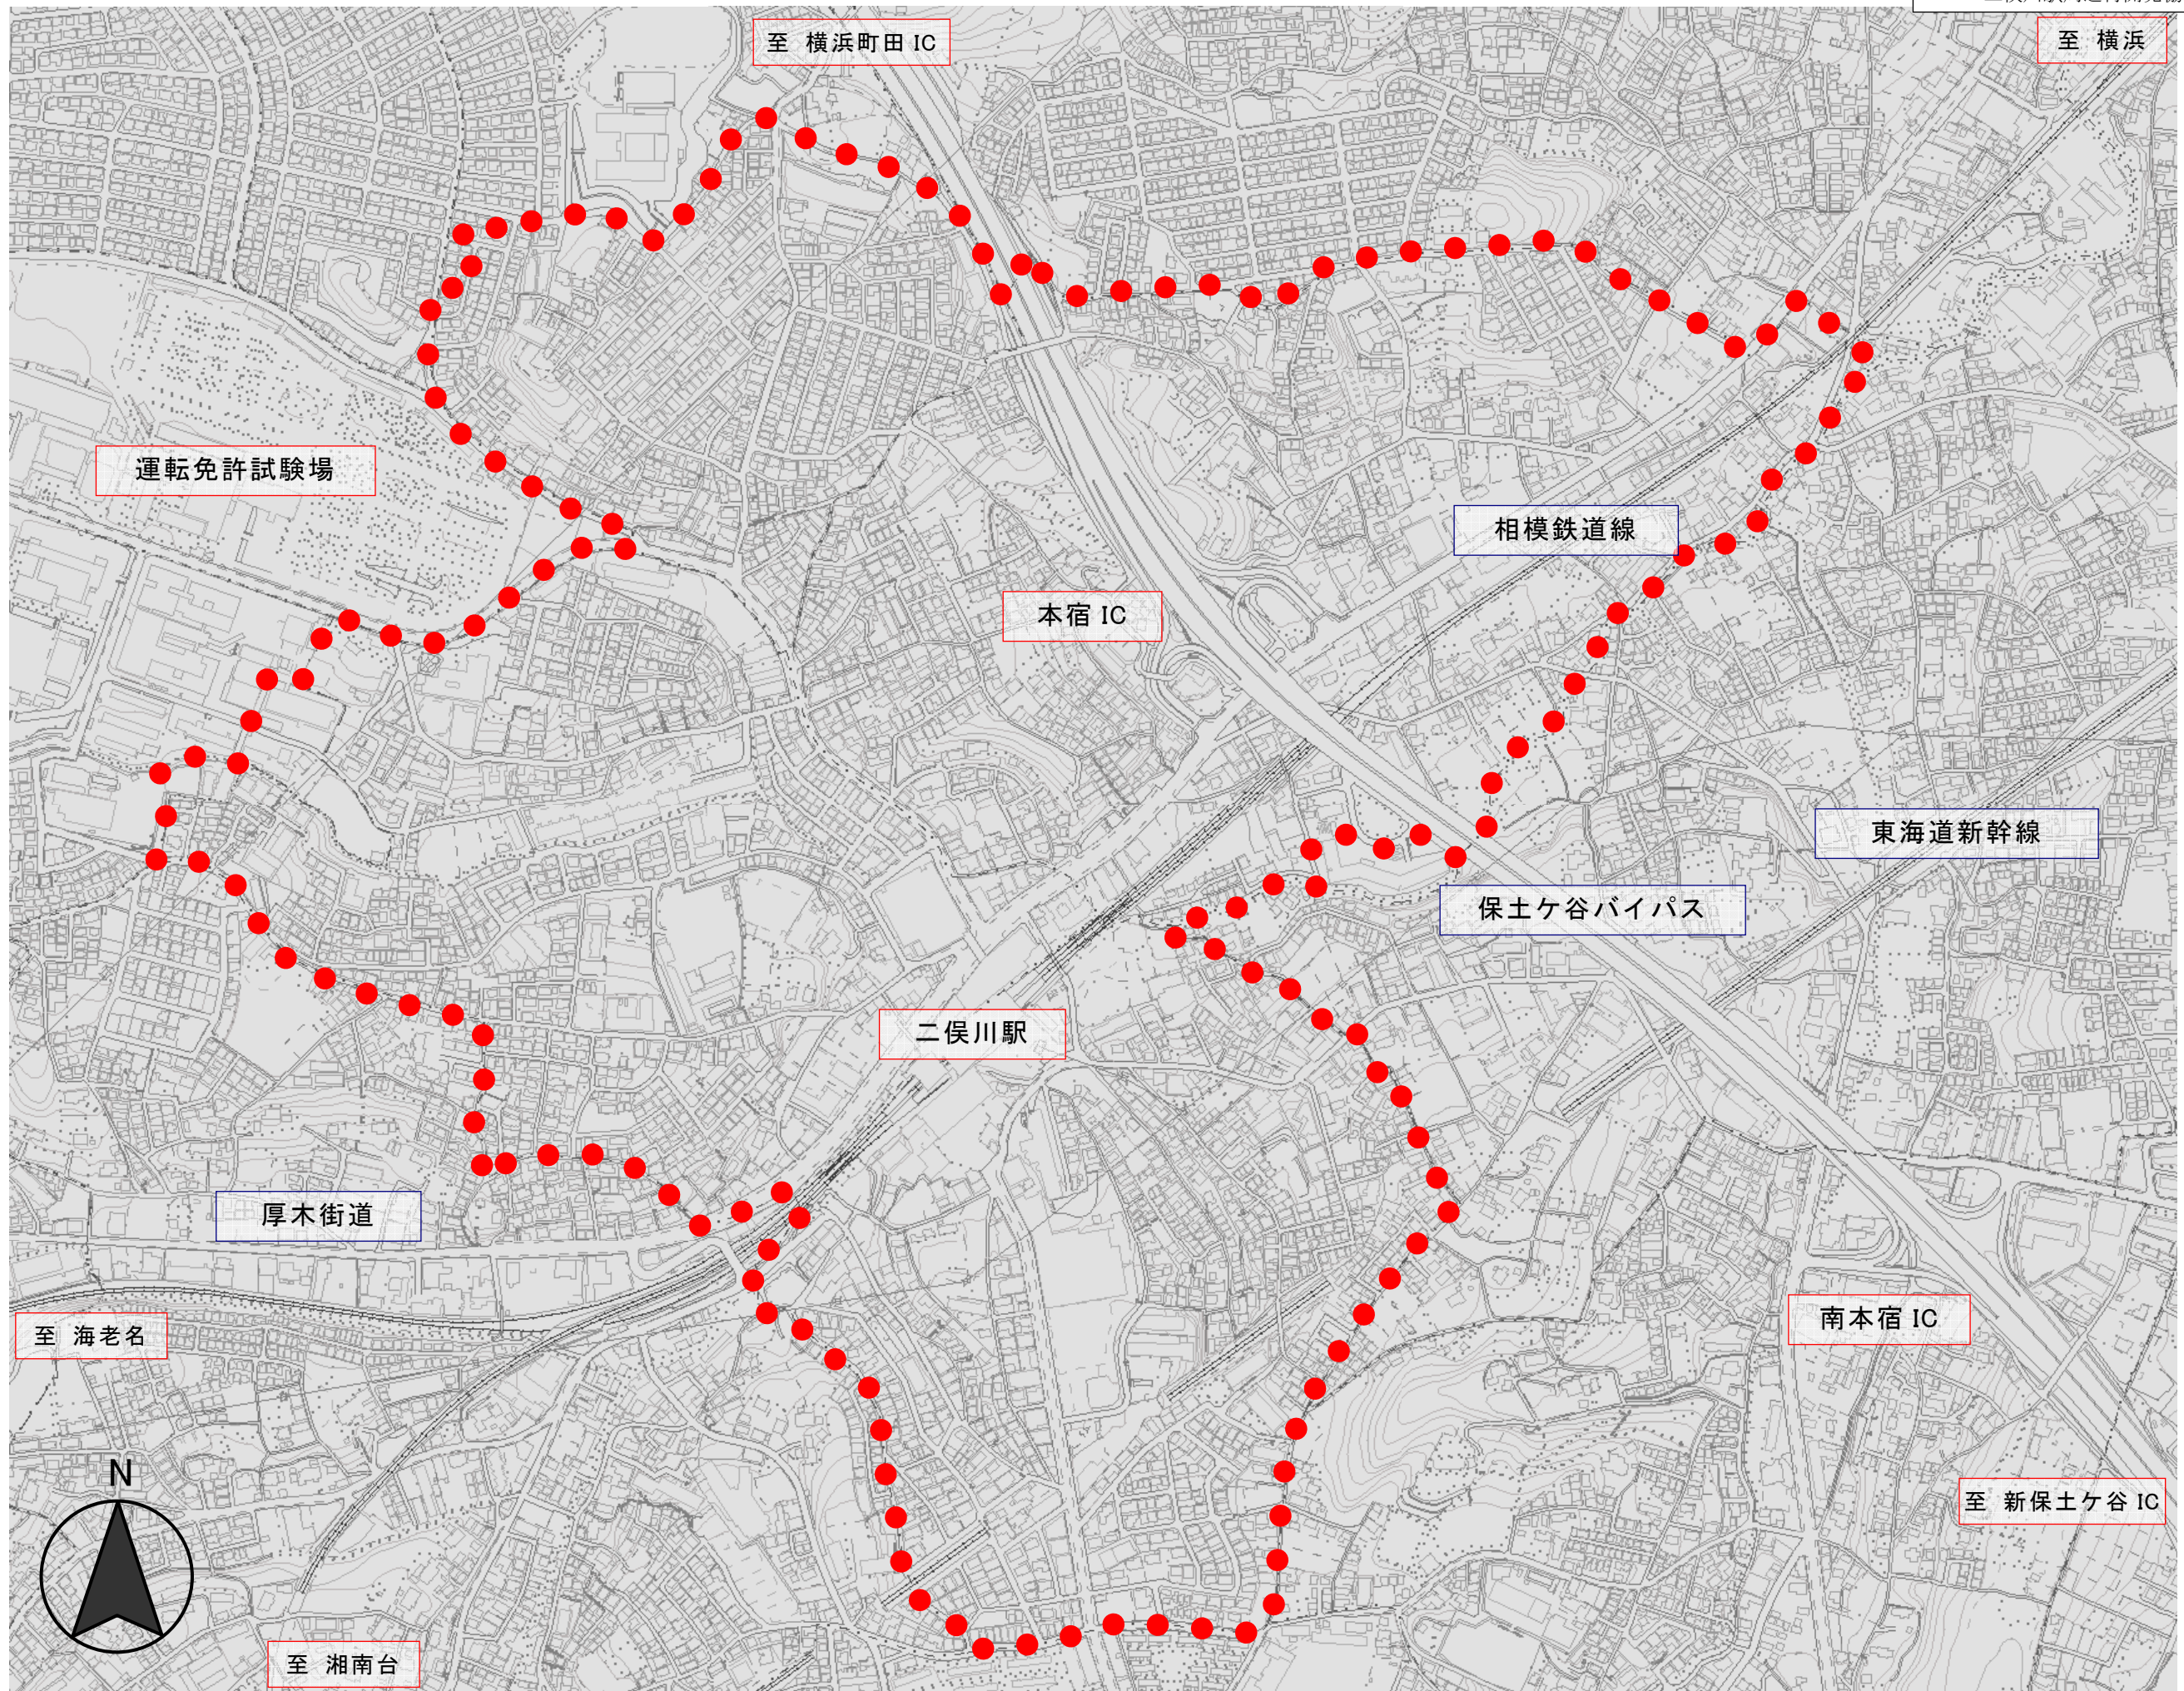 至 横浜町田 IC
至 横浜
運転免許試験場
相模鉄道線
本宿 IC
東海道新幹線
保土ケ谷バイパス
二俣川駅
厚木街道
南本宿 IC
至 海老名
N
至 新保土ケ谷 IC
至 湘南台